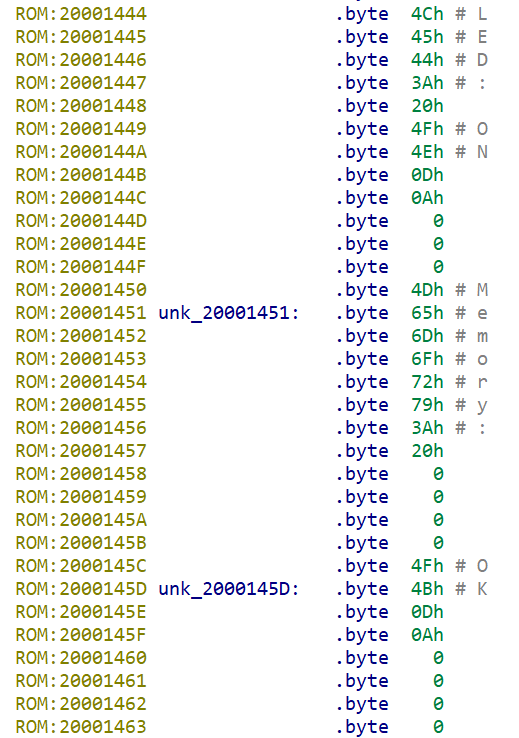 ROM:20001444 .byte 4Ch # L
ROM:20001445 .byte 45h # E
ROM:20001446 .byte 44h # D
ROM:20001447 .byte 3Ah # :
ROM:20001448 .byte 20h
ROM:20001449 .byte 4Fh # O
ROM:2000144A .byte 4Eh # N
ROM:2000144B .byte 0Dh
ROM:2000144C .byte 0Ah
ROM:2000144D .byte 0
ROM:2000144E .byte 0
ROM:2000144F .byte 0
ROM:20001450 .byte 4Dh # M
ROM:20001451 unk_20001451: .byte 65h # e
ROM:20001452 .byte 6Dh # m
ROM:20001453 .byte 6Fh # o
ROM:20001454 .byte 72h # r
ROM:20001455 .byte 79h # y
ROM:20001456 .byte 3Ah # :
ROM:20001457 .byte 20h
ROM:20001458 .byte 0
ROM:20001459 .byte 0
ROM:2000145A .byte 0
ROM:2000145B .byte 0
ROM:2000145C .byte 4Fh # O
ROM:2000145D unk_2000145D: .byte 4Bh # K
ROM:2000145E .byte 0Dh
ROM:2000145F .byte 0Ah
ROM:20001460 .byte 0
ROM:20001461 .byte 0
ROM:20001462 .byte 0
ROM:20001463 .byte 0